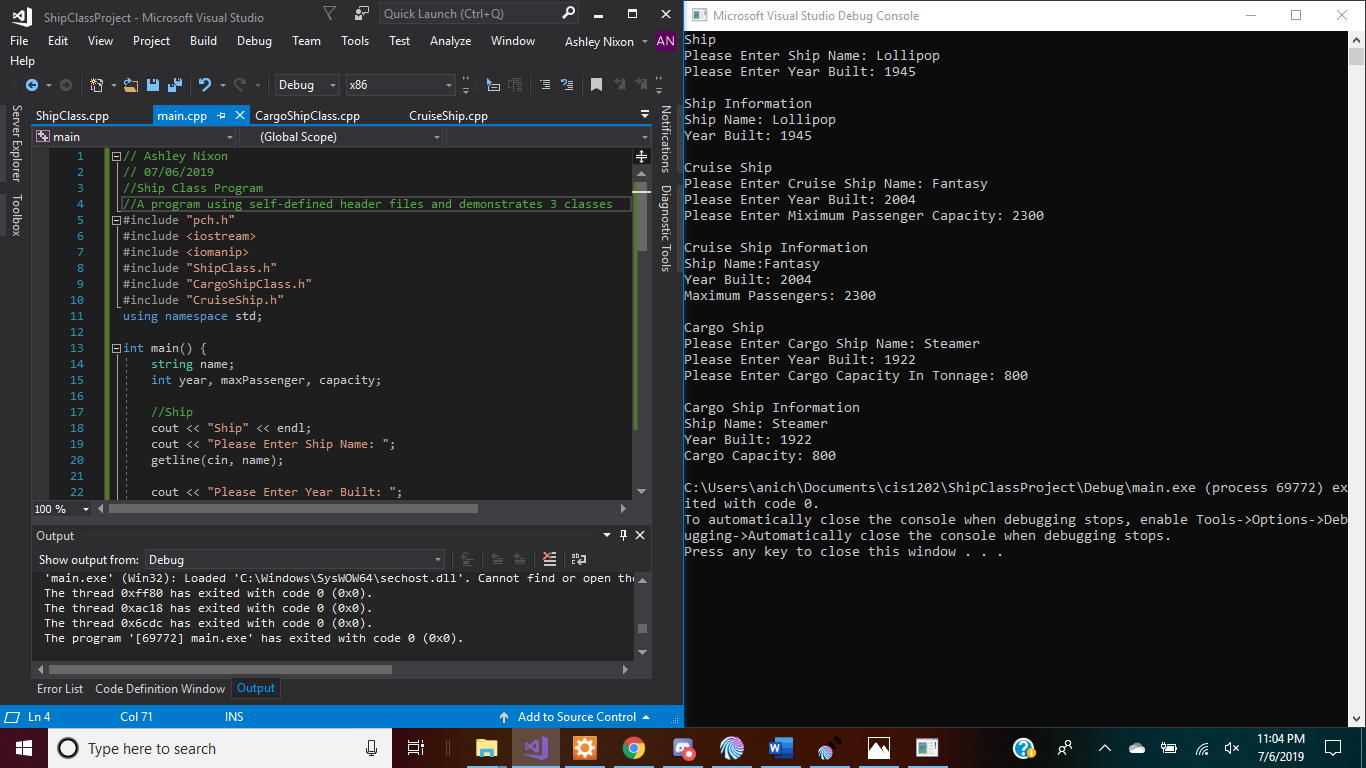 ShipClassProject - Microsoft Visual Studio
Quick Launch (Ctrl+Q)
File Edit View Project Build Debug Team Tools Test Analyze Window Ashley Nixon AN
Help
Debug x86
ShipClass.cpp main.cpp CargoShipClass.cpp CruiseShip.cpp
main (Global Scope)
Server Explorer
Toolbox
Notifications
Diagnostic Tools
1 // Ashley Nixon
2 // 07/06/2019
3 //Ship Class Program
4 //A program using self-defined header files and demonstrates 3 classes
5 #include "pch.h"
6 #include <iostream>
7 #include <iomanip>
8 #include "ShipClass.h"
9 #include "CargoShipClass.h"
10 #include "CruiseShip.h"
11 using namespace std;
12
13 int main() {
14 string name;
15 int year, maxPassenger, capacity;
16
17 //Ship
18 cout << "Ship" << endl;
19 cout << "Please Enter Ship Name: ";
20 getline(cin, name);
21
22 cout << "Please Enter Year Built: ";
100 %
Output
Show output from: Debug
'main.exe' (Win32): Loaded 'C:\Windows\SysWOW64\sechost.dll'. Cannot find or open the
The thread 0xff80 has exited with code 0 (0x0).
The thread 0xac18 has exited with code 0 (0x0).
The thread 0x6cdc has exited with code 0 (0x0).
The program '[69772] main.exe' has exited with code 0 (0x0).
Error List Code Definition Window Output
Ln 4 Col 71 INS Add to Source Control
Microsoft Visual Studio Debug Console
Ship
Please Enter Ship Name: Lollipop
Please Enter Year Built: 1945
Ship Information
Ship Name: Lollipop
Year Built: 1945
Cruise Ship
Please Enter Cruise Ship Name: Fantasy
Please Enter Year Built: 2004
Please Enter Miximum Passenger Capacity: 2300
Cruise Ship Information
Ship Name:Fantasy
Year Built: 2004
Maximum Passengers: 2300
Cargo Ship
Please Enter Cargo Ship Name: Steamer
Please Enter Year Built: 1922
Please Enter Cargo Capacity In Tonnage: 800
Cargo Ship Information
Ship Name: Steamer
Year Built: 1922
Cargo Capacity: 800
C:\Users\anich\Documents\cis1202\ShipClassProject\Debug\main.exe (process 69772) ex
ited with code 0.
To automatically close the console when debugging stops, enable Tools->Options->Deb
ugging->Automatically close the console when debugging stops.
Press any key to close this window . . .
Type here to search
11:04 PM
7/6/2019